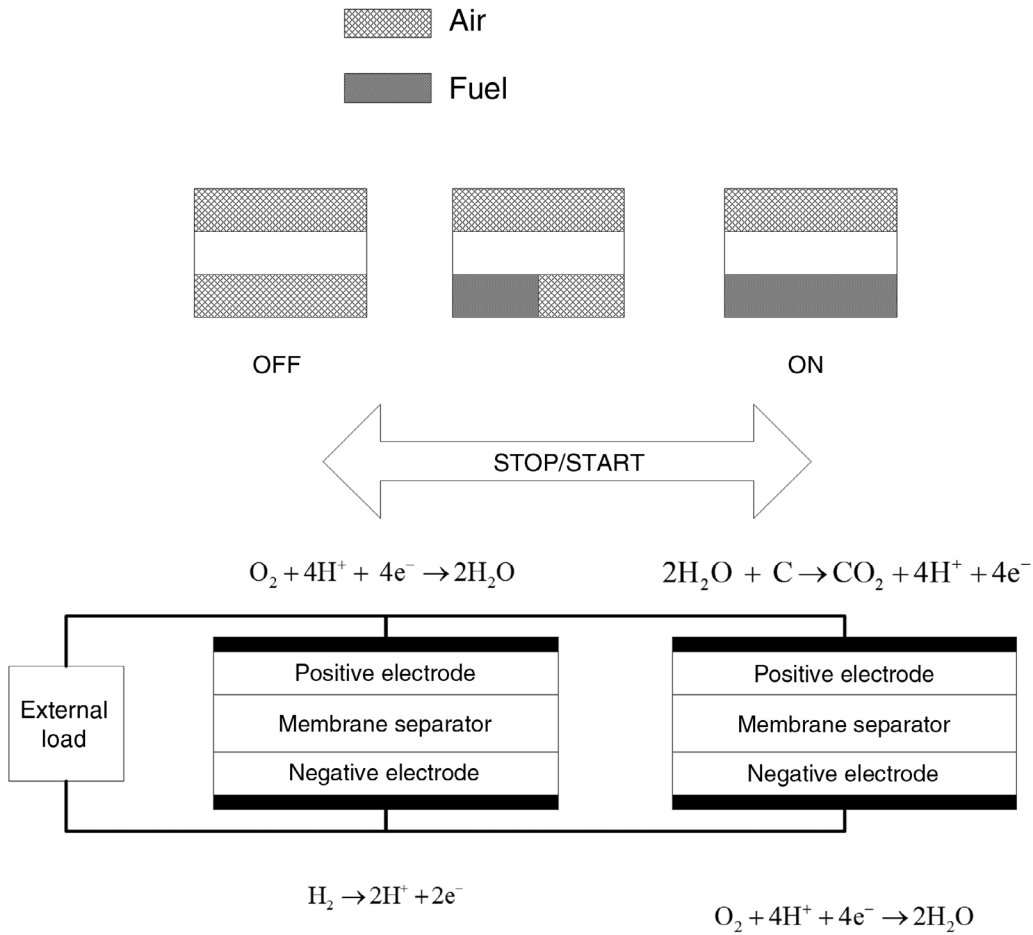 Air
Fuel
OFF
ON
STOP/START
O₂ + 4H⁺ + 4e⁻ → 2H₂O
2H₂O + C → CO₂ + 4H⁺ + 4e⁻
External
load
Positive electrode
Membrane separator
Negative electrode
Positive electrode
Membrane separator
Negative electrode
H₂ → 2H⁺ + 2e⁻
O₂ + 4H⁺ + 4e⁻ → 2H₂O